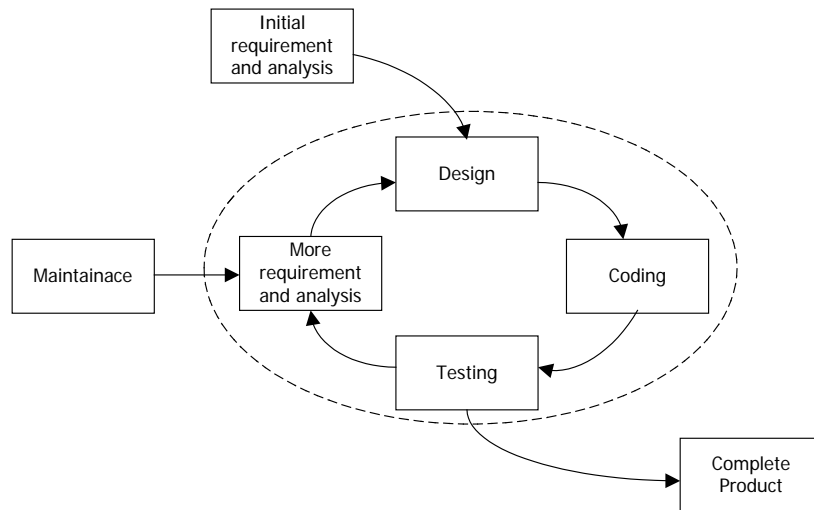 Initial
requirement
and analysis
Design
More
requirement
and analysis
Maintainace
Coding
Testing
Complete
Product